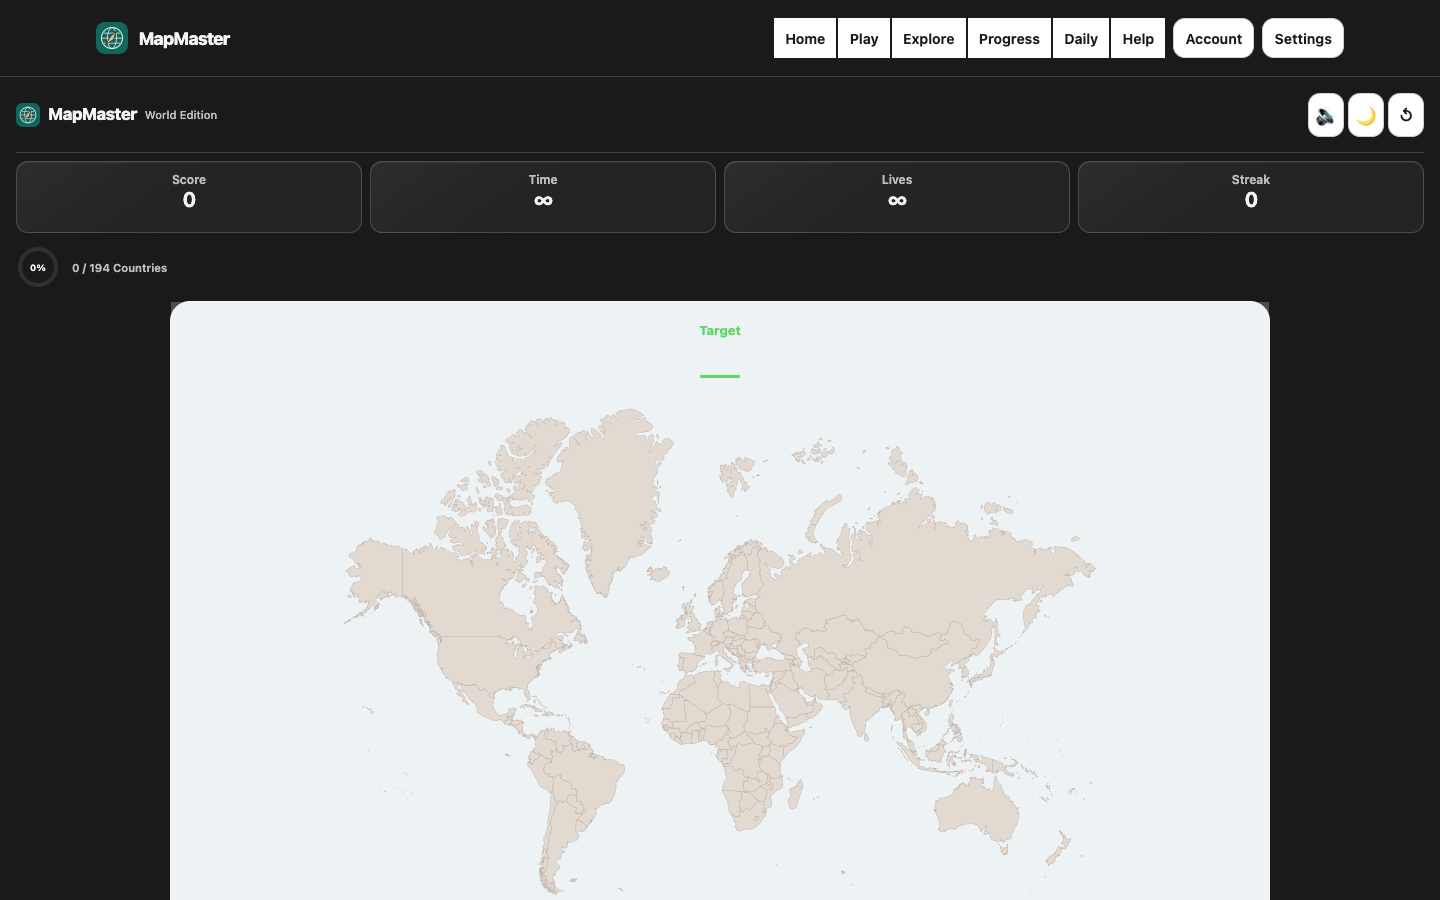 MapMaster
Home
Play
Explore
Progress
Daily
Help
Account
Settings
MapMaster World Edition
Score
0
Time
∞
Lives
∞
Streak
0
0%
0 / 194 Countries
Target